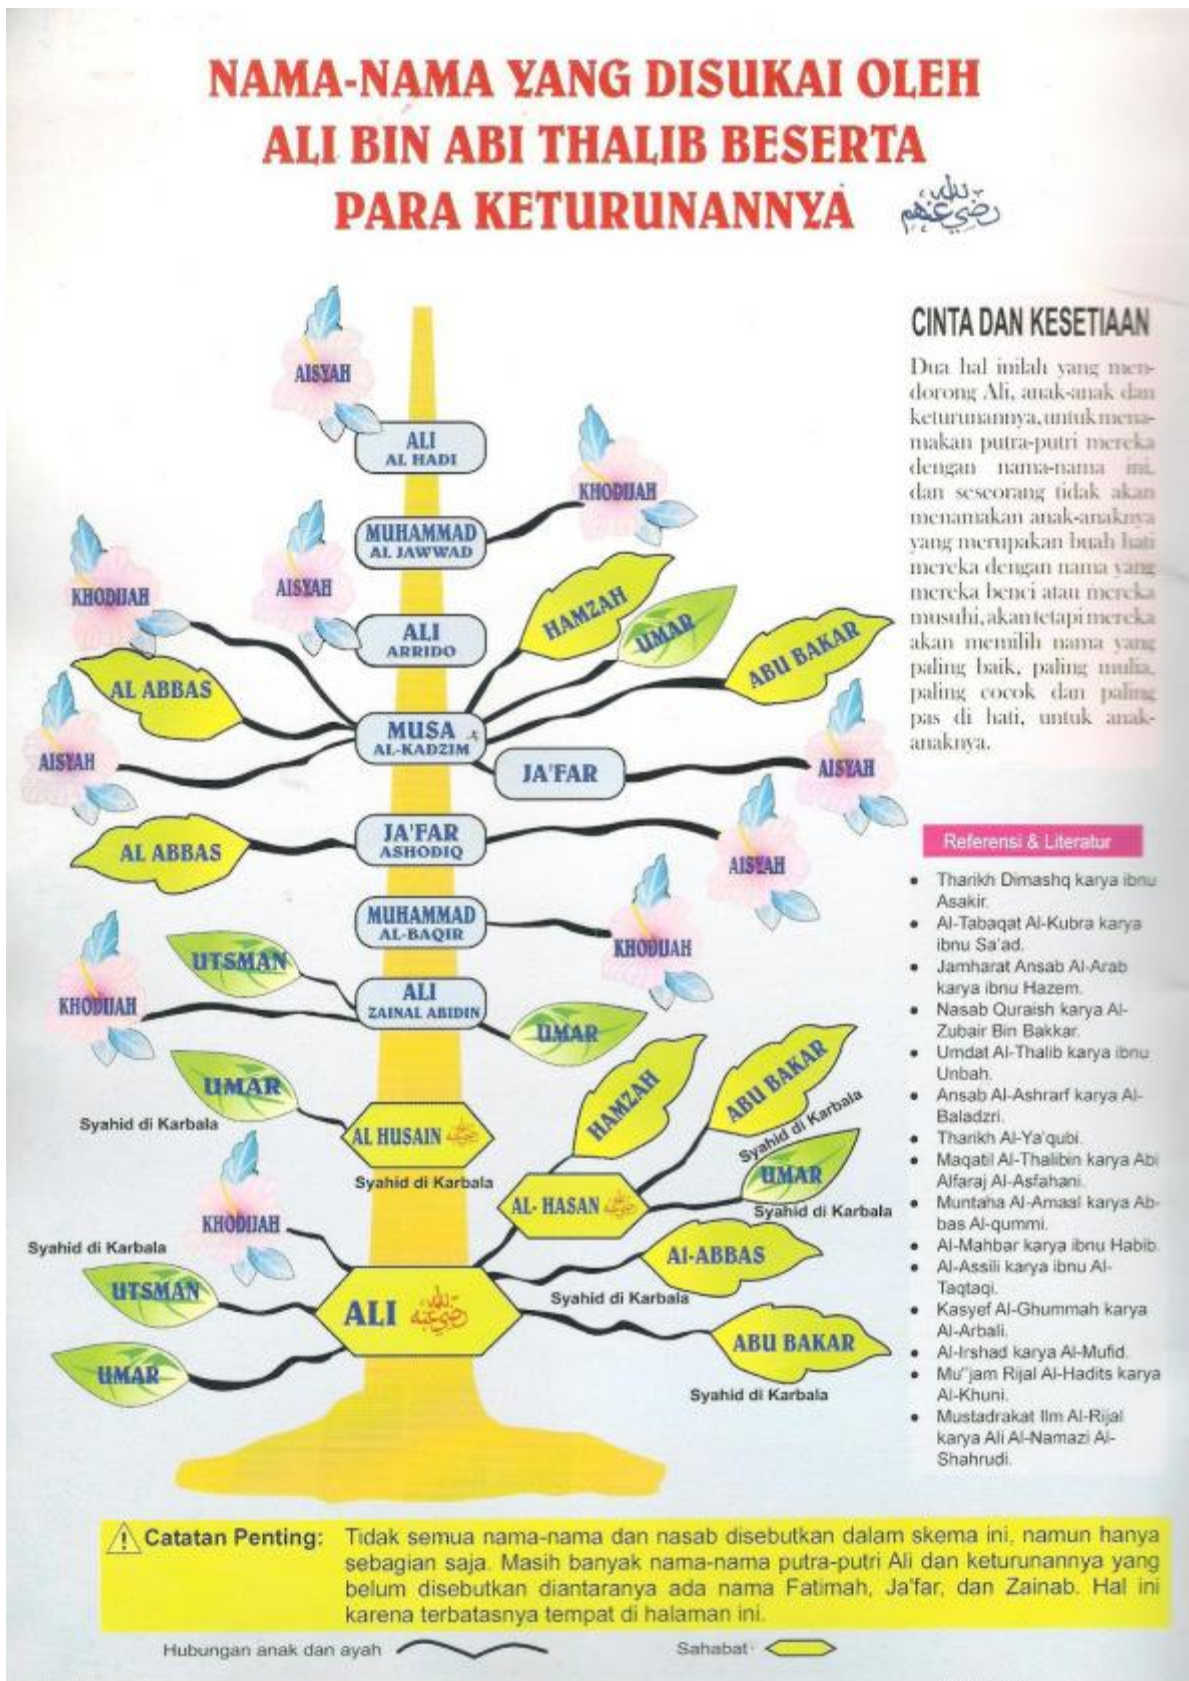 NAMA-NAMA YANG DISUKAI OLEH
ALI BIN ABI THALIB BESERTA
PARA KETURUNANNYA
رضي الله عنهم
CINTA DAN KESETIAAN
Dua hal inilah yang men-
dorong Ali, anak-anak dan
keturunannya, untuk mena-
makan putra-putri mereka
dengan nama-nama ini,
dan seseorang tidak akan
menamakan anak-anaknya
yang merupakan buah hati
mereka dengan nama yang
mereka benci atau mereka
musuhi, akan tetapi mereka
akan memilih nama yang
paling baik, paling mulia,
paling cocok dan paling
pas di hati, untuk anak-
anaknya.
AISYAH
ALI
AL HADI
KHODIJAH
MUHAMMAD
AL JAWWAD
KHODIJAH
AISYAH
HAMZAH
UMAR
ABU BAKAR
ALI
ARRIDO
AL ABBAS
MUSA
AL-KADZIM
AISYAH
JA'FAR
AISYAH
AL ABBAS
JA'FAR
ASHODIQ
AISYAH
MUHAMMAD
AL-BAQIR
KHODIJAH
UTSMAN
KHODIJAH
ALI
ZAINAL ABIDIN
UMAR
UMAR
Syahid di Karbala
AL HUSAIN
Syahid di Karbala
HAMZAH
ABU BAKAR
Syahid di Karbala
UMAR
Syahid di Karbala
AL- HASAN
KHODIJAH
Al-ABBAS
Syahid di Karbala
Syahid di Karbala
UTSMAN
ALI رضي الله عنه
ABU BAKAR
Syahid di Karbala
UMAR
Referensi & Literatur
• Tharikh Dimashq karya ibnu
Asakir.
• Al-Tabaqat Al-Kubra karya
ibnu Sa'ad.
• Jamharat Ansab Al-Arab
karya ibnu Hazem.
• Nasab Quraish karya Al-
Zubair Bin Bakkar.
• Umdat Al-Thalib karya ibnu
Unbah.
• Ansab Al-Ashrarf karya Al-
Baladzri.
• Tharikh Al-Ya'qubi.
• Maqatil Al-Thalibin karya Abi
Alfaraj Al-Asfahani.
• Muntaha Al-Amaal karya Ab-
bas Al-qummi.
• Al-Mahbar karya ibnu Habib.
• Al-Assili karya ibnu Al-
Taqtaqi.
• Kasyef Al-Ghummah karya
Al-Arbali.
• Al-Irshad karya Al-Mufid.
• Mu"jam Rijal Al-Hadits karya
Al-Khuni.
• Mustadrakat Ilm Al-Rijal
karya Ali Al-Namazi Al-
Shahrudi.
Catatan Penting: Tidak semua nama-nama dan nasab disebutkan dalam skema ini, namun hanya
sebagian saja. Masih banyak nama-nama putra-putri Ali dan keturunannya yang
belum disebutkan diantaranya ada nama Fatimah, Ja'far, dan Zainab. Hal ini
karena terbatasnya tempat di halaman ini.
Hubungan anak dan ayah
Sahabat